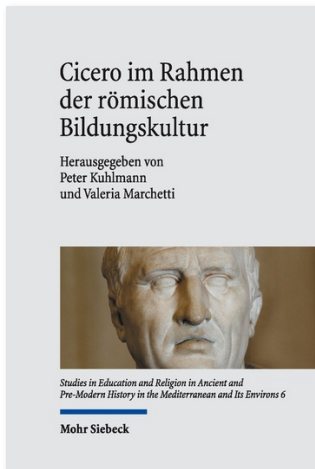 Cicero im Rahmen
der römischen
Bildungskultur
Herausgegeben von
Peter Kuhlmann
und Valeria Marchetti
Studies in Education and Religion in Ancient and
Pre-Modern History in the Mediterranean and Its Environs 6
Mohr Siebeck